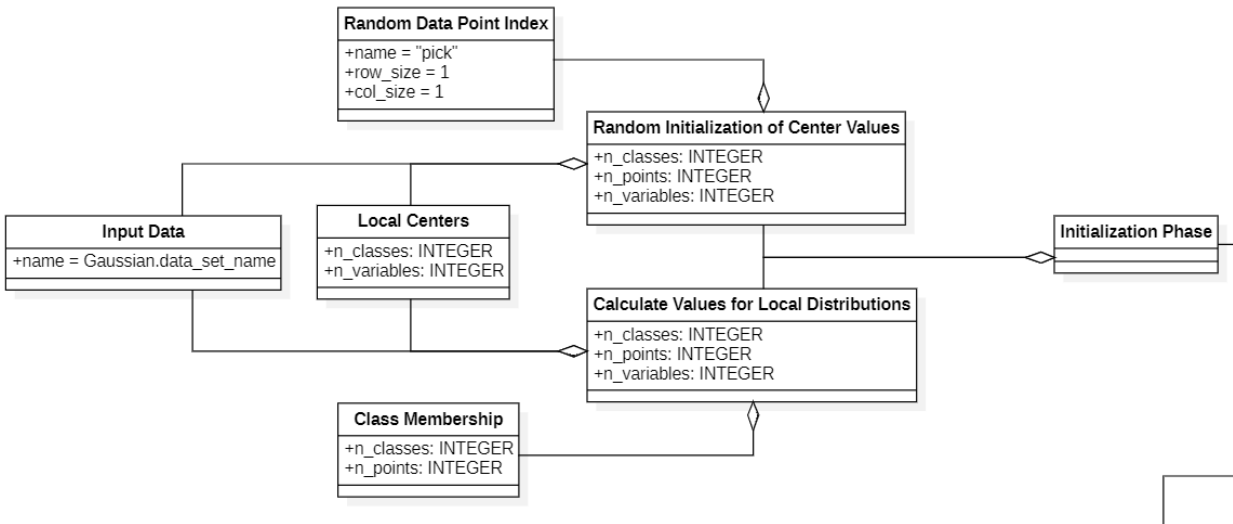 Random Data Point Index
+name = "pick"
+row_size = 1
+col_size = 1
Random Initialization of Center Values
+n_classes: INTEGER
+n_points: INTEGER
+n_variables: INTEGER
Input Data
+name = Gaussian.data_set_name
Local Centers
+n_classes: INTEGER
+n_variables: INTEGER
Initialization Phase
Calculate Values for Local Distributions
+n_classes: INTEGER
+n_points: INTEGER
+n_variables: INTEGER
Class Membership
+n_classes: INTEGER
+n_points: INTEGER